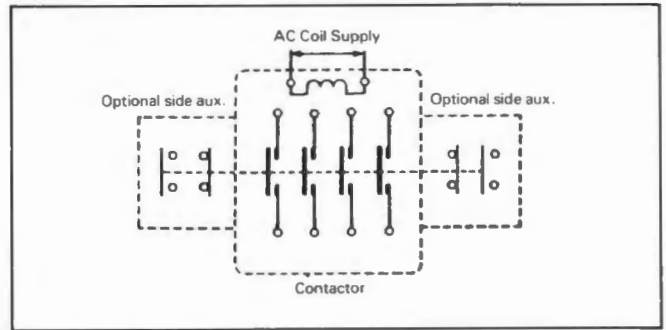 AC Coil Supply
Optional side aux.
Optional side aux.
Contactor